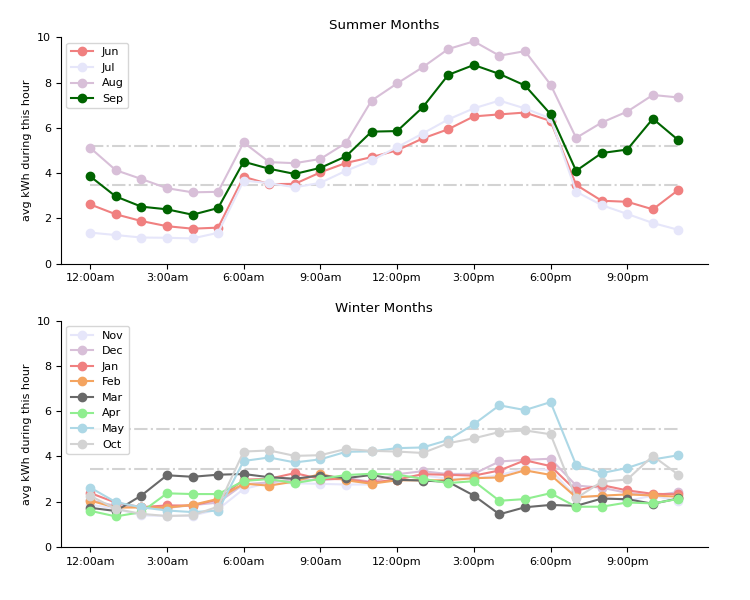 Summer Months
avg kWh during this hour
10
8
6
4
2
0
Jun
Jul
Aug
Sep
12:00am 3:00am 6:00am 9:00am 12:00pm 3:00pm 6:00pm 9:00pm
Winter Months
avg kWh during this hour
10
8
6
4
2
0
Nov
Dec
Jan
Feb
Mar
Apr
May
Oct
12:00am 3:00am 6:00am 9:00am 12:00pm 3:00pm 6:00pm 9:00pm